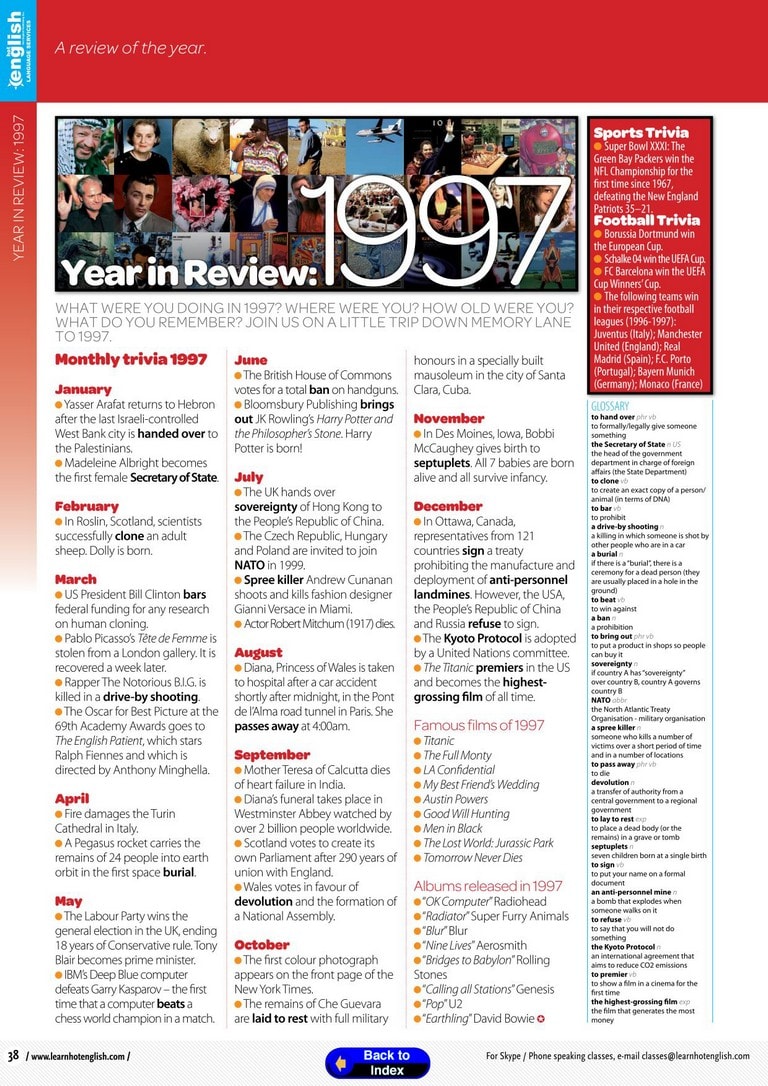 english
LANGUAGE SERVICES
YEAR IN REVIEW: 1997
A review of the year.
Year in Review: 1997
WHAT WERE YOU DOING IN 1997? WHERE WERE YOU? HOW OLD WERE YOU?
WHAT DO YOU REMEMBER? JOIN US ON A LITTLE TRIP DOWN MEMORY LANE
TO 1997.
Monthly trivia 1997
January
● Yasser Arafat returns to Hebron
after the last Israeli-controlled
West Bank city is handed over to
the Palestinians.
● Madeleine Albright becomes
the first female Secretary of State.
February
● In Roslin, Scotland, scientists
successfully clone an adult
sheep. Dolly is born.
March
● US President Bill Clinton bars
federal funding for any research
on human cloning.
● Pablo Picasso's Tête de Femme is
stolen from a London gallery. It is
recovered a week later.
● Rapper The Notorious B.I.G. is
killed in a drive-by shooting.
● The Oscar for Best Picture at the
69th Academy Awards goes to
The English Patient, which stars
Ralph Fiennes and which is
directed by Anthony Minghella.
April
● Fire damages the Turin
Cathedral in Italy.
● A Pegasus rocket carries the
remains of 24 people into earth
orbit in the first space burial.
May
● The Labour Party wins the
general election in the UK, ending
18 years of Conservative rule. Tony
Blair becomes prime minister.
● IBM's Deep Blue computer
defeats Garry Kasparov – the first
time that a computer beats a
chess world champion in a match.
June
● The British House of Commons
votes for a total ban on handguns.
● Bloomsbury Publishing brings
out JK Rowling's Harry Potter and
the Philosopher's Stone. Harry
Potter is born!
July
● The UK hands over
sovereignty of Hong Kong to
the People's Republic of China.
● The Czech Republic, Hungary
and Poland are invited to join
NATO in 1999.
● Spree killer Andrew Cunanan
shoots and kills fashion designer
Gianni Versace in Miami.
● Actor Robert Mitchum (1917) dies.
August
● Diana, Princess of Wales is taken
to hospital after a car accident
shortly after midnight, in the Pont
de l'Alma road tunnel in Paris. She
passes away at 4:00am.
September
● Mother Teresa of Calcutta dies
of heart failure in India.
● Diana's funeral takes place in
Westminster Abbey watched by
over 2 billion people worldwide.
● Scotland votes to create its
own Parliament after 290 years of
union with England.
● Wales votes in favour of
devolution and the formation of
a National Assembly.
October
● The first colour photograph
appears on the front page of the
New York Times.
● The remains of Che Guevara
are laid to rest with full military
honours in a specially built
mausoleum in the city of Santa
Clara, Cuba.
November
● In Des Moines, Iowa, Bobbi
McCaughey gives birth to
septuplets. All 7 babies are born
alive and all survive infancy.
December
● In Ottawa, Canada,
representatives from 121
countries sign a treaty
prohibiting the manufacture and
deployment of anti-personnel
landmines. However, the USA,
the People's Republic of China
and Russia refuse to sign.
● The Kyoto Protocol is adopted
by a United Nations committee.
● The Titanic premiers in the US
and becomes the highest-
grossing film of all time.
Famous films of 1997
● Titanic
● The Full Monty
● LA Confidential
● My Best Friend's Wedding
● Austin Powers
● Good Will Hunting
● Men in Black
● The Lost World: Jurassic Park
● Tomorrow Never Dies
Albums released in 1997
● "OK Computer" Radiohead
● "Radiator" Super Furry Animals
● "Blur" Blur
● "Nine Lives" Aerosmith
● "Bridges to Babylon" Rolling
Stones
● "Calling all Stations" Genesis
● "Pop" U2
● "Earthling" David Bowie
Sports Trivia
● Super Bowl XXXI: The
Green Bay Packers win the
NFL Championship for the
first time since 1967,
defeating the New England
Patriots 35–21.
Football Trivia
● Borussia Dortmund win
the European Cup.
● Schalke 04 win the UEFA Cup.
● FC Barcelona win the UEFA
Cup Winners' Cup.
● The following teams win
in their respective football
leagues (1996-1997):
Juventus (Italy); Manchester
United (England); Real
Madrid (Spain); F.C. Porto
(Portugal); Bayern Munich
(Germany); Monaco (France)
GLOSSARY
to hand over phr vb
to formally/legally give someone
something
the Secretary of State n US
the head of the government
department in charge of foreign
affairs (the State Department)
to clone vb
to create an exact copy of a person/
animal (in terms of DNA)
to bar vb
to prohibit
a drive-by shooting n
a killing in which someone is shot by
other people who are in a car
a burial n
if there is a "burial", there is a
ceremony for a dead person (they
are usually placed in a hole in the
ground)
to beat vb
to win against
a ban n
a prohibition
to bring out phr vb
to put a product in shops so people
can buy it
sovereignty n
if country A has "sovereignty"
over country B, country A governs
country B
NATO abbr
the North Atlantic Treaty
Organisation - military organisation
a spree killer n
someone who kills a number of
victims over a short period of time
and in a number of locations
to pass away phr vb
to die
devolution n
a transfer of authority from a
central government to a regional
government
to lay to rest exp
to place a dead body (or the
remains) in a grave or tomb
septuplets n
seven children born at a single birth
to sign vb
to put your name on a formal
document
an anti-personnel mine n
a bomb that explodes when
someone walks on it
to refuse vb
to say that you will not do
something
the Kyoto Protocol n
an international agreement that
aims to reduce CO2 emissions
to premier vb
to show a film in a cinema for the
first time
the highest-grossing film exp
the film that generates the most
money
38 / www.learnhotenglish.com /
Back to
Index
For Skype / Phone speaking classes, e-mail classes@learnhotenglish.com